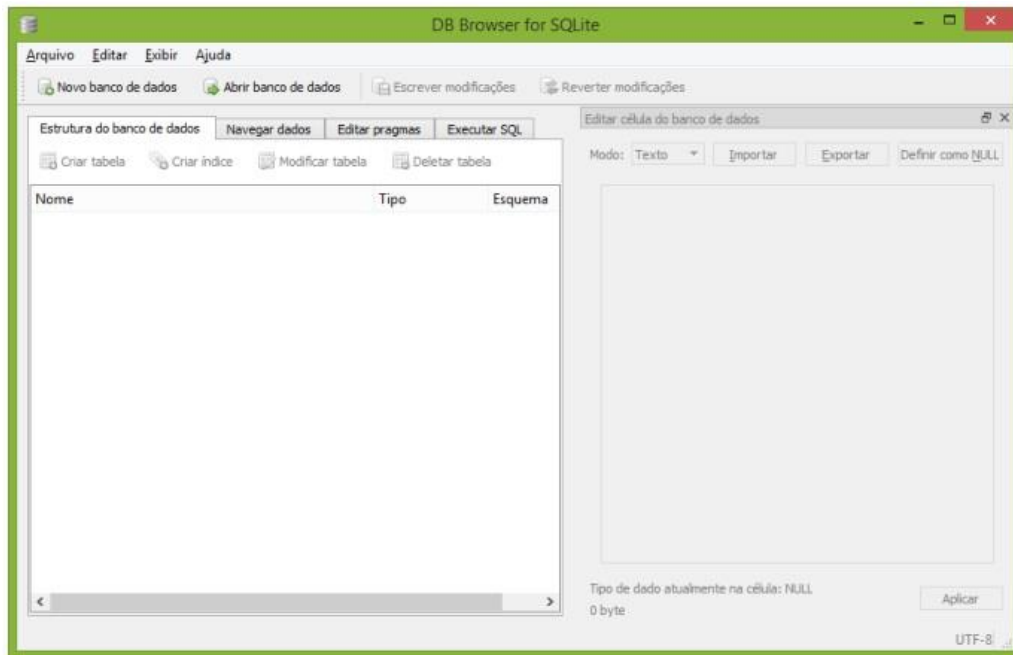 DB Browser for SQLite
Arquivo Editar Exibir Ajuda
Novo banco de dados Abrir banco de dados Escrever modificações Reverter modificações
Estrutura do banco de dados Navegar dados Editar pragmas Executar SQL
Criar tabela Criar índice Modificar tabela Deletar tabela
Nome Tipo Esquema
Editar célula do banco de dados
Modo: Texto Importar Exportar Definir como NULL
Tipo de dado atualmente na célula: NULL
0 byte
Aplicar
UTF-8